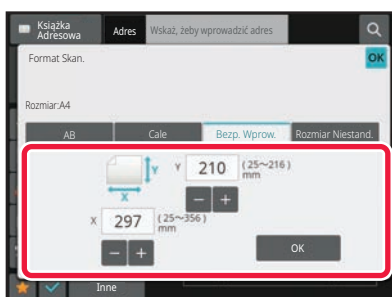 Książka
Adresowa
Adres
Wskaż, żeby wprowadzić adres
Format Skan.
OK
Rozmiar:A4
AB
Cale
Bezp. Wprow.
Rozmiar Niestand.
Y
Y 210 (25~216)
mm
X
X 297 (25~356)
mm
OK
Inne